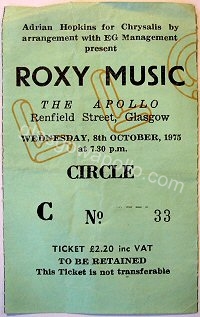 Adrian Hopkins for Chrysalis by
arrangement with EG Management
present
ROXY MUSIC
THE APOLLO
Renfield Street, Glasgow
WEDNESDAY, 8th OCTOBER, 1975
at 7.30 p.m.
CIRCLE
C No 33
TICKET £2.20 inc VAT
TO BE RETAINED
This Ticket is not transferable